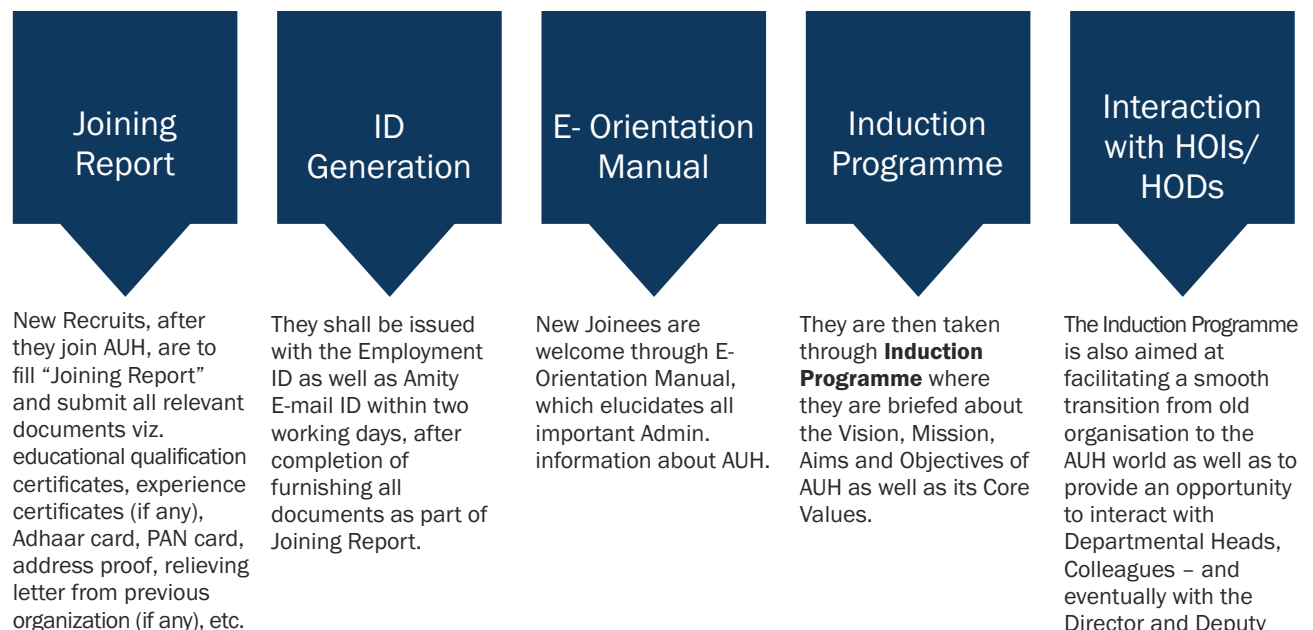 Joining
Report
New Recruits, after
they join AUH, are to
fill “Joining Report”
and submit all relevant
documents viz.
educational qualification
certificates, experience
certificates (if any),
Adhaar card, PAN card,
address proof, relieving
letter from previous
organization (if any), etc.
ID
Generation
They shall be issued
with the Employment
ID as well as Amity
E-mail ID within two
working days, after
completion of
furnishing all
documents as part of
Joining Report.
E- Orientation
Manual
New Joinees are
welcome through E-
Orientation Manual,
which elucidates all
important Admin.
information about AUH.
Induction
Programme
They are then taken
through Induction
Programme where
they are briefed about
the Vision, Mission,
Aims and Objectives of
AUH as well as its Core
Values.
Interaction
with HOIs/
HODs
The Induction Programme
is also aimed at
facilitating a smooth
transition from old
organisation to the
AUH world as well as to
provide an opportunity
to interact with
Departmental Heads,
Colleagues – and
eventually with the
Director and Deputy